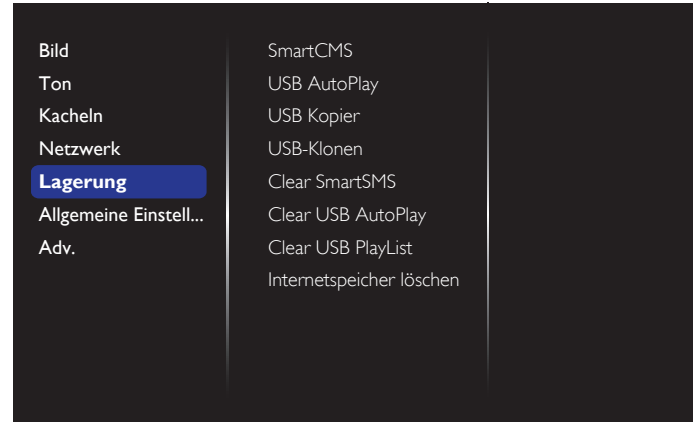 Bild
Ton
Kacheln
Netzwerk
Lagerung
Allgemeine Einstell...
Adv.
SmartCMS
USB AutoPlay
USB Kopier
USB-Klonen
Clear SmartSMS
Clear USB AutoPlay
Clear USB PlayList
Internetspeicher löschen